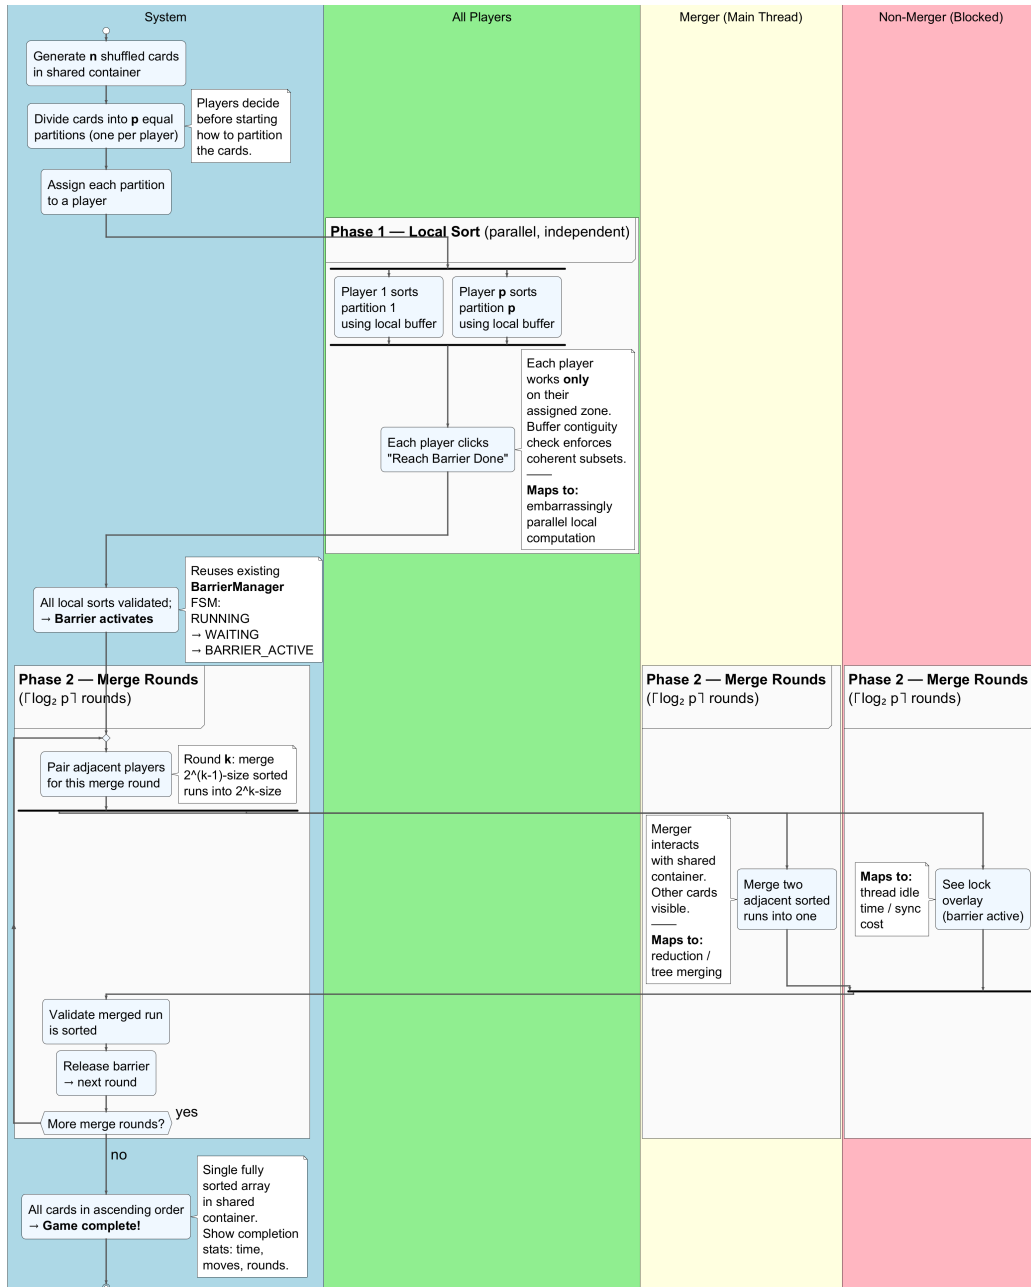 System
All Players
Merger (Main Thread)
Non-Merger (Blocked)
Generate n shuffled cards
in shared container
Divide cards into p equal
partitions (one per player)
Players decide
before starting
how to partition
the cards.
Assign each partition
to a player
Phase 1 — Local Sort (parallel, independent)
Player 1 sorts
partition 1
using local buffer
Player p sorts
partition p
using local buffer
Each player
works only
on their
assigned zone.
Buffer contiguity
check enforces
coherent subsets.
Maps to:
embarrassingly
parallel local
computation
Each player clicks
"Reach Barrier Done"
All local sorts validated;
→ Barrier activates
Reuses existing
BarrierManager
FSM:
RUNNING
→ WAITING
→ BARRIER_ACTIVE
Phase 2 — Merge Rounds
(⌈log₂ p⌉ rounds)
Phase 2 — Merge Rounds
(⌈log₂ p⌉ rounds)
Phase 2 — Merge Rounds
(⌈log₂ p⌉ rounds)
Pair adjacent players
for this merge round
Round k: merge
2^(k-1)-size sorted
runs into 2^k-size
Merger
interacts
with shared
container.
Other cards
visible.
Maps to:
reduction /
tree merging
Merge two
adjacent sorted
runs into one
Maps to:
thread idle
time / sync
cost
See lock
overlay
(barrier active)
Validate merged run
is sorted
Release barrier
→ next round
More merge rounds?
yes
no
All cards in ascending order
→ Game complete!
Single fully
sorted array
in shared
container.
Show completion
stats: time,
moves, rounds.